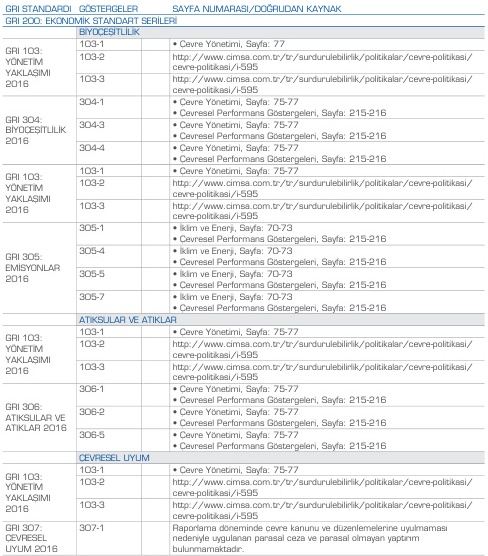 GRI STANDARDI GÖSTERGELER SAYFA NUMARASI/DOĞRUDAN KAYNAK
GRI 200: EKONOMİK STANDART SERİLERİ
BİYOÇEŞİTLİLİK
GRI 103:
YÖNETİM
YAKLAŞIMI
2016
103-1 • Çevre Yönetimi, Sayfa: 77
103-2 http://www.cimsa.com.tr/tr/surdurulebilirlik/politikalar/cevre-politikasi/
cevre-politikasi/i-595
103-3 http://www.cimsa.com.tr/tr/surdurulebilirlik/politikalar/cevre-politikasi/
cevre-politikasi/i-595
GRI 304:
BİYOÇEŞİTLİLİK
2016
304-1 • Çevre Yönetimi, Sayfa: 75-77
• Çevresel Performans Göstergeleri, Sayfa: 215-216
304-3 • Çevre Yönetimi, Sayfa: 75-77
• Çevresel Performans Göstergeleri, Sayfa: 215-216
304-4 • Çevre Yönetimi, Sayfa: 75-77
• Çevresel Performans Göstergeleri, Sayfa: 215-216
GRI 103:
YÖNETİM
YAKLAŞIMI
2016
103-1 • Çevre Yönetimi, Sayfa: 75-77
103-2 http://www.cimsa.com.tr/tr/surdurulebilirlik/politikalar/cevre-politikasi/
cevre-politikasi/i-595
103-3 http://www.cimsa.com.tr/tr/surdurulebilirlik/politikalar/cevre-politikasi/
cevre-politikasi/i-595
GRI 305:
EMİSYONLAR
2016
305-1 • İklim ve Enerji, Sayfa: 70-73
• Çevresel Performans Göstergeleri, Sayfa: 215-216
305-4 • İklim ve Enerji, Sayfa: 70-73
• Çevresel Performans Göstergeleri, Sayfa: 215-216
305-5 • İklim ve Enerji, Sayfa: 70-73
• Çevresel Performans Göstergeleri, Sayfa: 215-216
305-7 • İklim ve Enerji, Sayfa: 70-73
• Çevresel Performans Göstergeleri, Sayfa: 215-216
ATIKSULAR VE ATIKLAR
GRI 103:
YÖNETİM
YAKLAŞIMI
2016
103-1 • Çevre Yönetimi, Sayfa: 75-77
103-2 http://www.cimsa.com.tr/tr/surdurulebilirlik/politikalar/cevre-politikasi/
cevre-politikasi/i-595
103-3 http://www.cimsa.com.tr/tr/surdurulebilirlik/politikalar/cevre-politikasi/
cevre-politikasi/i-595
GRI 306:
ATIKSULAR VE
ATIKLAR 2016
306-1 • Çevre Yönetimi, Sayfa: 75-77
• Çevresel Performans Göstergeleri, Sayfa: 215-216
306-2 • Çevre Yönetimi, Sayfa: 75-77
• Çevresel Performans Göstergeleri, Sayfa: 215-216
306-5 • Çevre Yönetimi, Sayfa: 75-77
• Çevresel Performans Göstergeleri, Sayfa: 215-216
ÇEVRESEL UYUM
GRI 103:
YÖNETİM
YAKLAŞIMI
2016
103-1 • Çevre Yönetimi, Sayfa: 75-77
103-2 http://www.cimsa.com.tr/tr/surdurulebilirlik/politikalar/cevre-politikasi/
cevre-politikasi/i-595
103-3 http://www.cimsa.com.tr/tr/surdurulebilirlik/politikalar/cevre-politikasi/
cevre-politikasi/i-595
GRI 307:
ÇEVRESEL
UYUM 2016
307-1 Raporlama döneminde çevre kanunu ve düzenlemelerine uyulmaması
nedeniyle uygulanan parasal ceza ve parasal olmayan yaptırım
bulunmamaktadır.